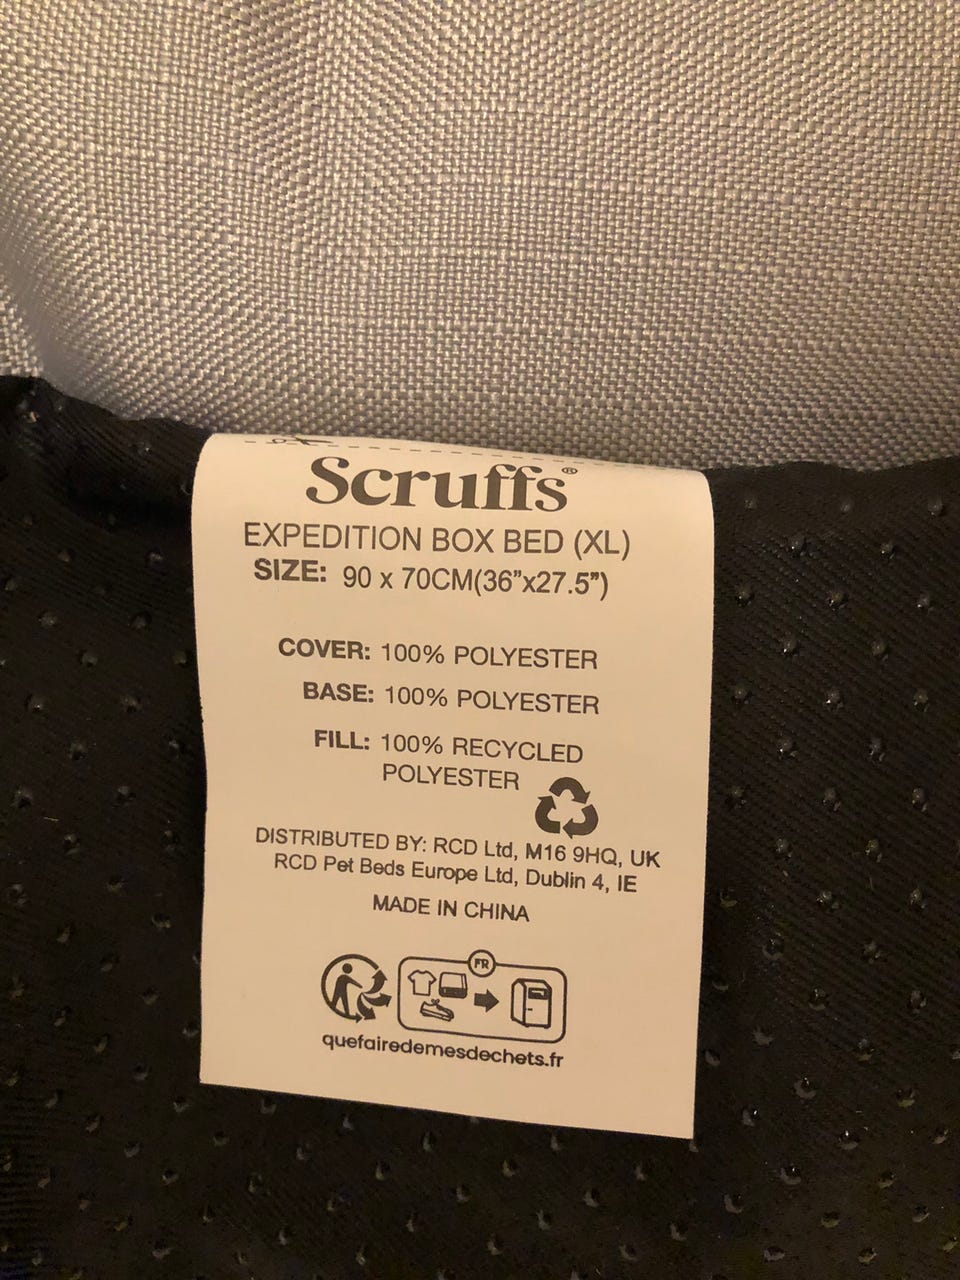 Scruffs®
EXPEDITION BOX BED (XL)
SIZE: 90 x 70CM(36”x27.5”)
COVER: 100% POLYESTER
BASE: 100% POLYESTER
FILL: 100% RECYCLED
POLYESTER
DISTRIBUTED BY: RCD Ltd, M16 9HQ, UK
RCD Pet Beds Europe Ltd, Dublin 4, IE
MADE IN CHINA
FR
quefairedemesdechets.fr